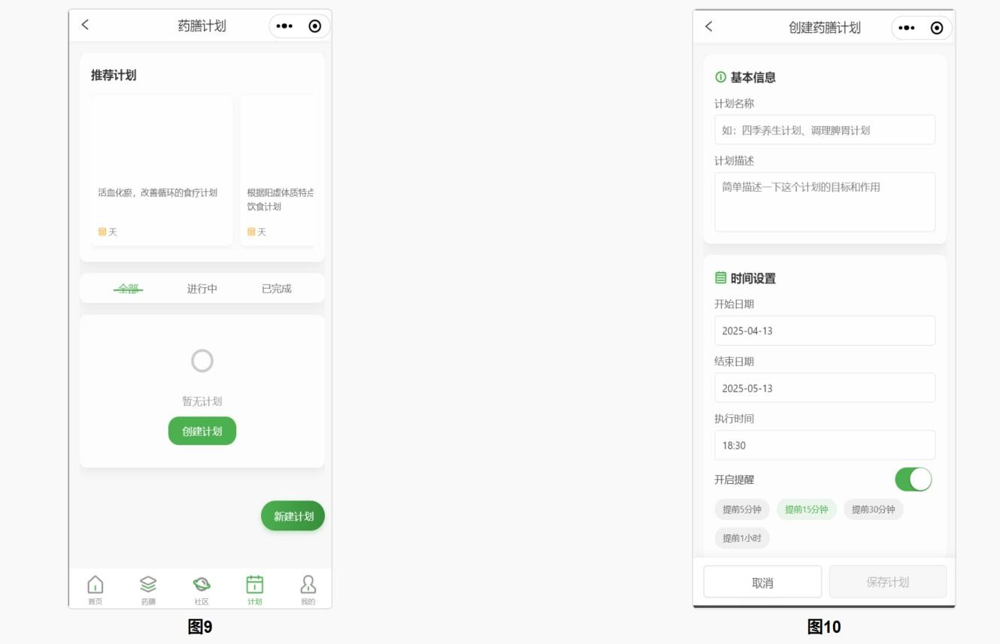 药膳计划
推荐计划
活血化瘀，改善循环的食疗计划
天
根据阳虚体质特点
饮食计划
天
全部 进行中 已完成
暂无计划
创建计划
新建计划
首页 药膳 社区 计划 我的
图9
创建药膳计划
基本信息
计划名称
如：四季养生计划、调理脾胃计划
计划描述
简单描述一下这个计划的目标和作用
时间设置
开始日期
2025-04-13
结束日期
2025-05-13
执行时间
18:30
开启提醒
提前5分钟 提前15分钟 提前30分钟
提前1小时
取消 保存计划
图10